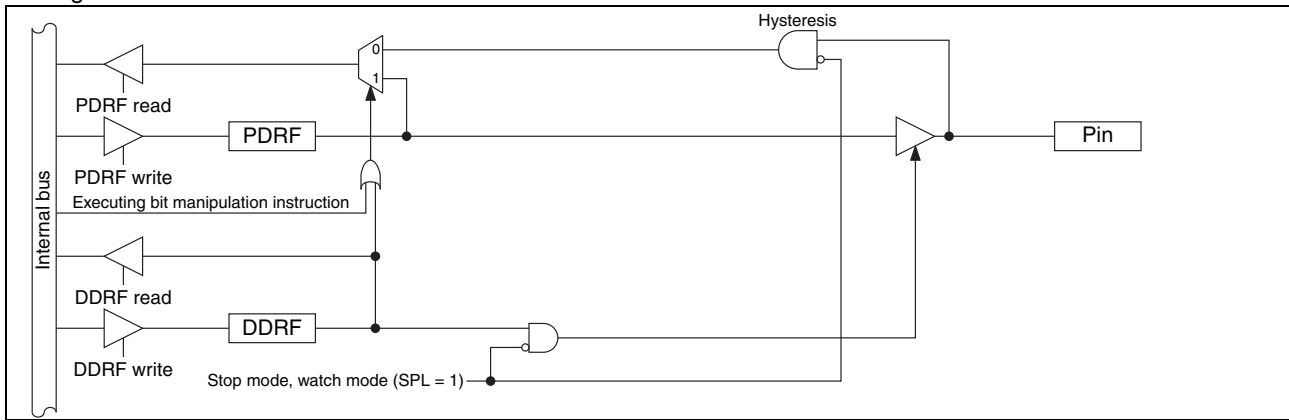 Hysteresis
0
1
PDRF read
PDRF
Pin
PDRF write
Executing bit manipulation instruction
Internal bus
DDRF read
DDRF
DDRF write
Stop mode, watch mode (SPL = 1)